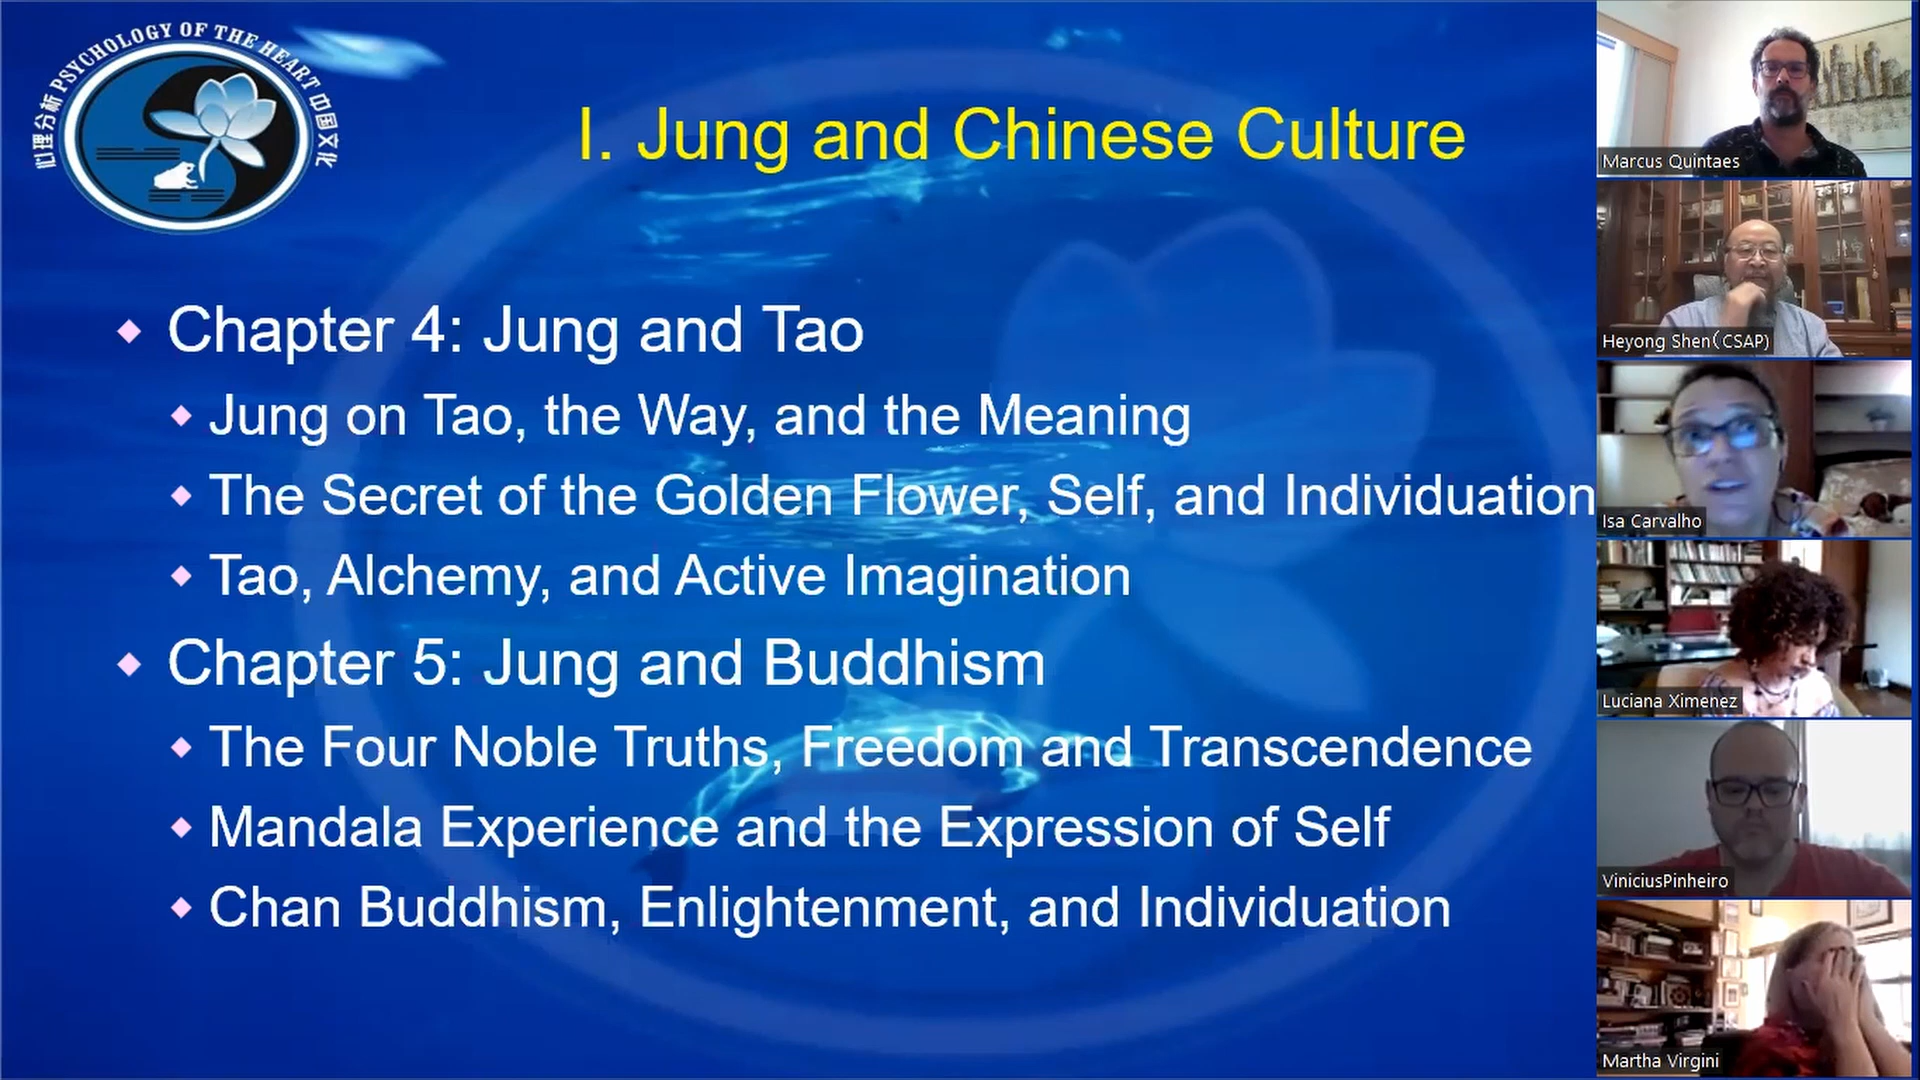 心理分析 PSYCHOLOGY OF THE HEART 中国文化
I. Jung and Chinese Culture
Chapter 4: Jung and Tao
Jung on Tao, the Way, and the Meaning
The Secret of the Golden Flower, Self, and Individuation
Tao, Alchemy, and Active Imagination
Chapter 5: Jung and Buddhism
The Four Noble Truths, Freedom and Transcendence
Mandala Experience and the Expression of Self
Chan Buddhism, Enlightenment, and Individuation
Marcus Quintaes
Heyong Shen（CSAP)
Isa Carvalho
Luciana Ximenez
ViniciusPinheiro
Martha Virgini